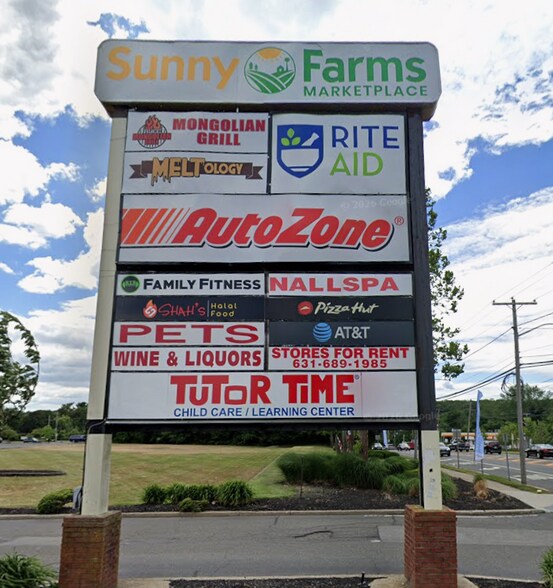 Sunny Farms
MARKETPLACE
MONGOLIAN
GRILL
RITE
AID
MELTOLOGY
AutoZone®
FAMILY FITNESS
NAILLSPA
SHAH'S Halal
Food
Pizza Hut
PETS
AT&T
WINE & LIQUORS
STORES FOR RENT
631-689-1985
TUTOR TIME®
CHILD CARE / LEARNING CENTER